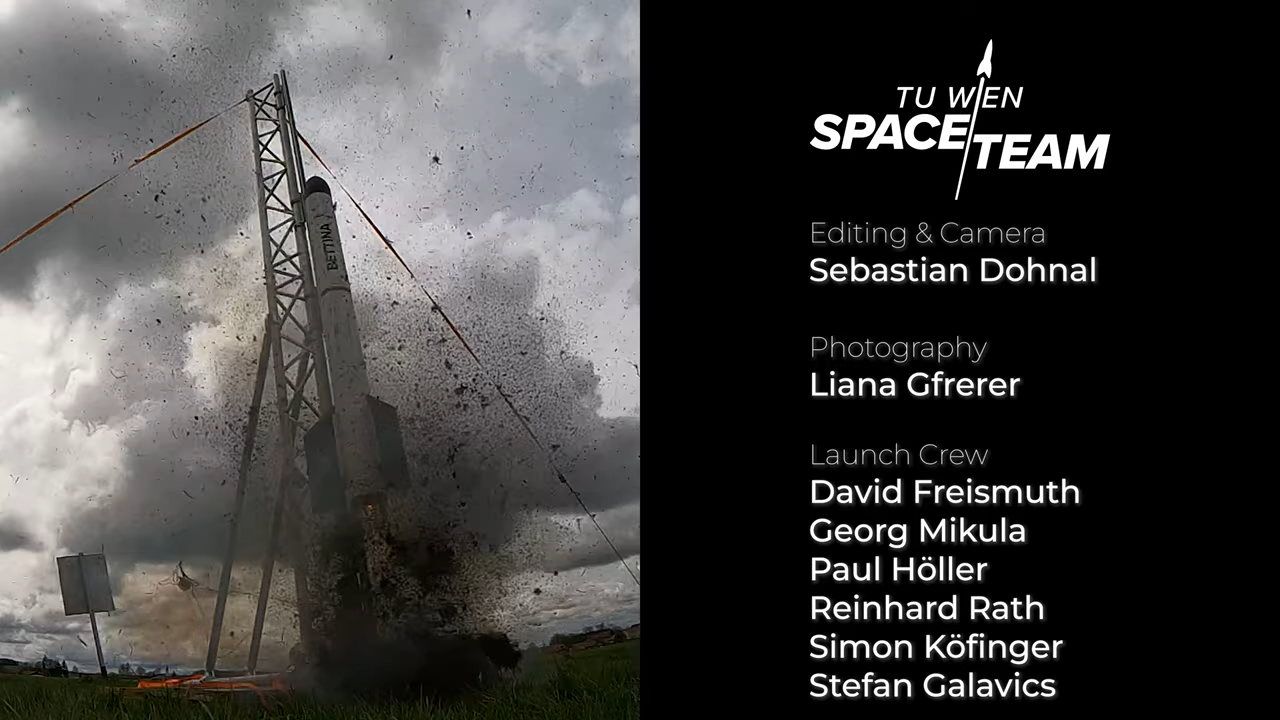 BETTINA I
TU WIEN
SPACE TEAM
Editing & Camera
Sebastian Dohnal
Photography
Liana Gfrerer
Launch Crew
David Freismuth
Georg Mikula
Paul Höller
Reinhard Rath
Simon Köfinger
Stefan Galavics